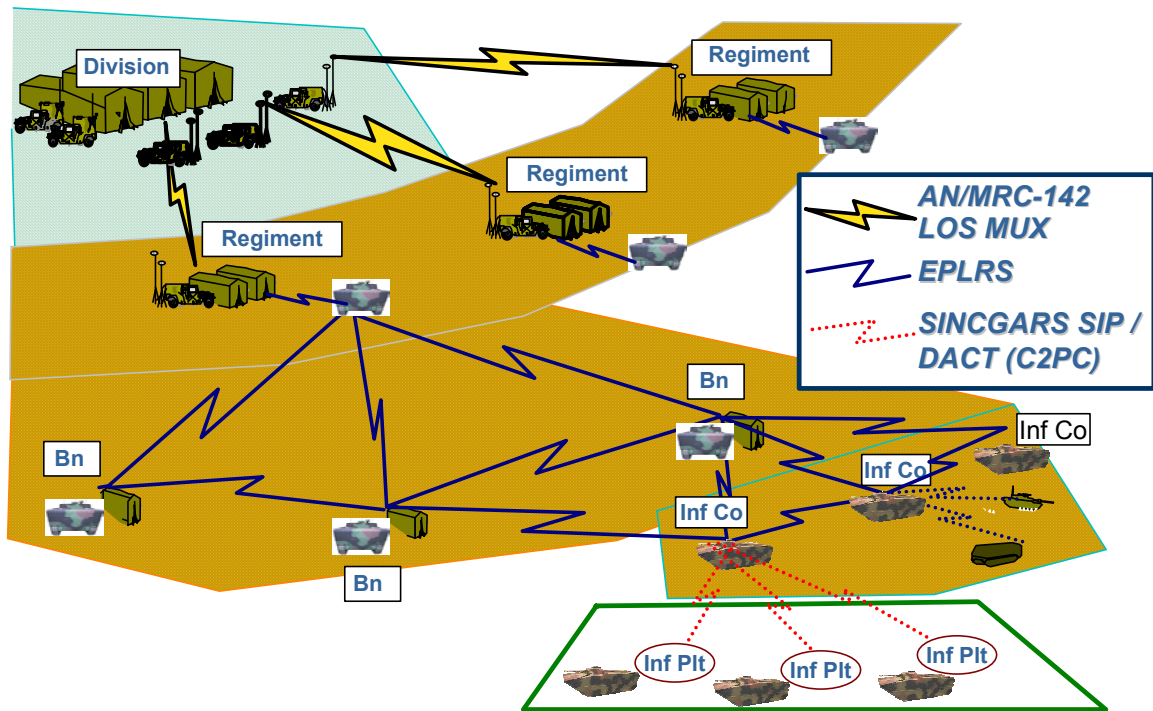 Division
Regiment
Regiment
Regiment
AN/MRC-142
LOS MUX
EPLRS
SINCGARS SIP /
DACT (C2PC)
Bn
Inf Co
Bn
Inf Co
Inf Co
Bn
Inf Plt
Inf Plt
Inf Plt